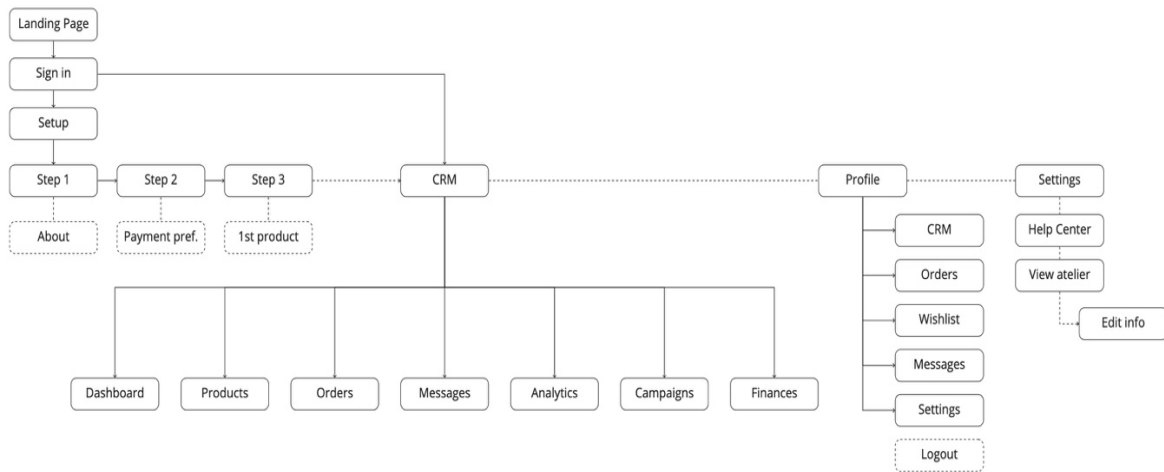 Landing Page
Sign in
Setup
Step 1
Step 2
Step 3
CRM
Profile
Settings
About
Payment pref.
1st product
CRM
Help Center
Orders
View atelier
Wishlist
Edit info
Messages
Dashboard
Products
Orders
Messages
Analytics
Campaigns
Finances
Settings
Logout